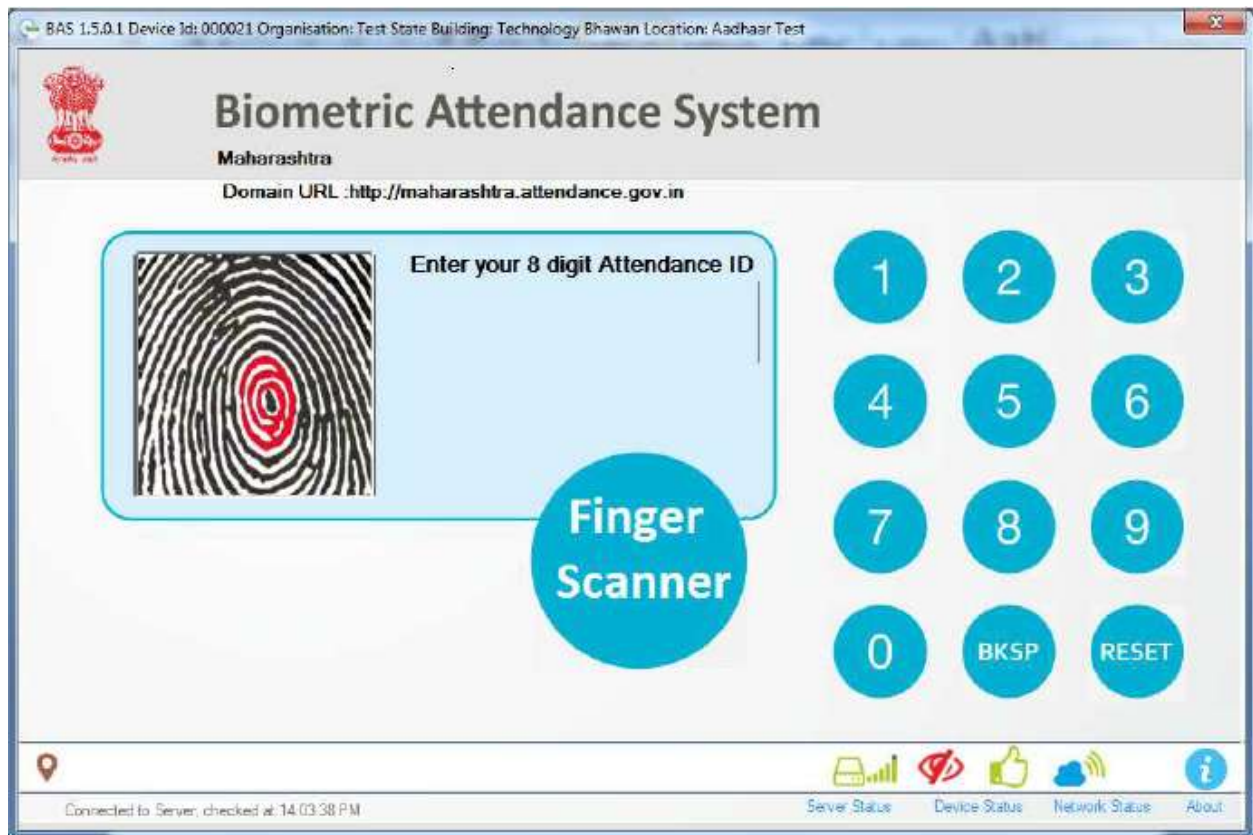 BAS 1.5.0.1 Device Id: 000021 Organisation: Test State Building: Technology Bhawan Location: Aadhaar Test
Biometric Attendance System
Maharashtra
Domain URL :http://maharashtra.attendance.gov.in
Enter your 8 digit Attendance ID
1 2 3
4 5 6
7 8 9
Finger
Scanner
0 BKSP RESET
Connected to Server, checked at 14:03:38 PM
Server Status Device Status Network Status About